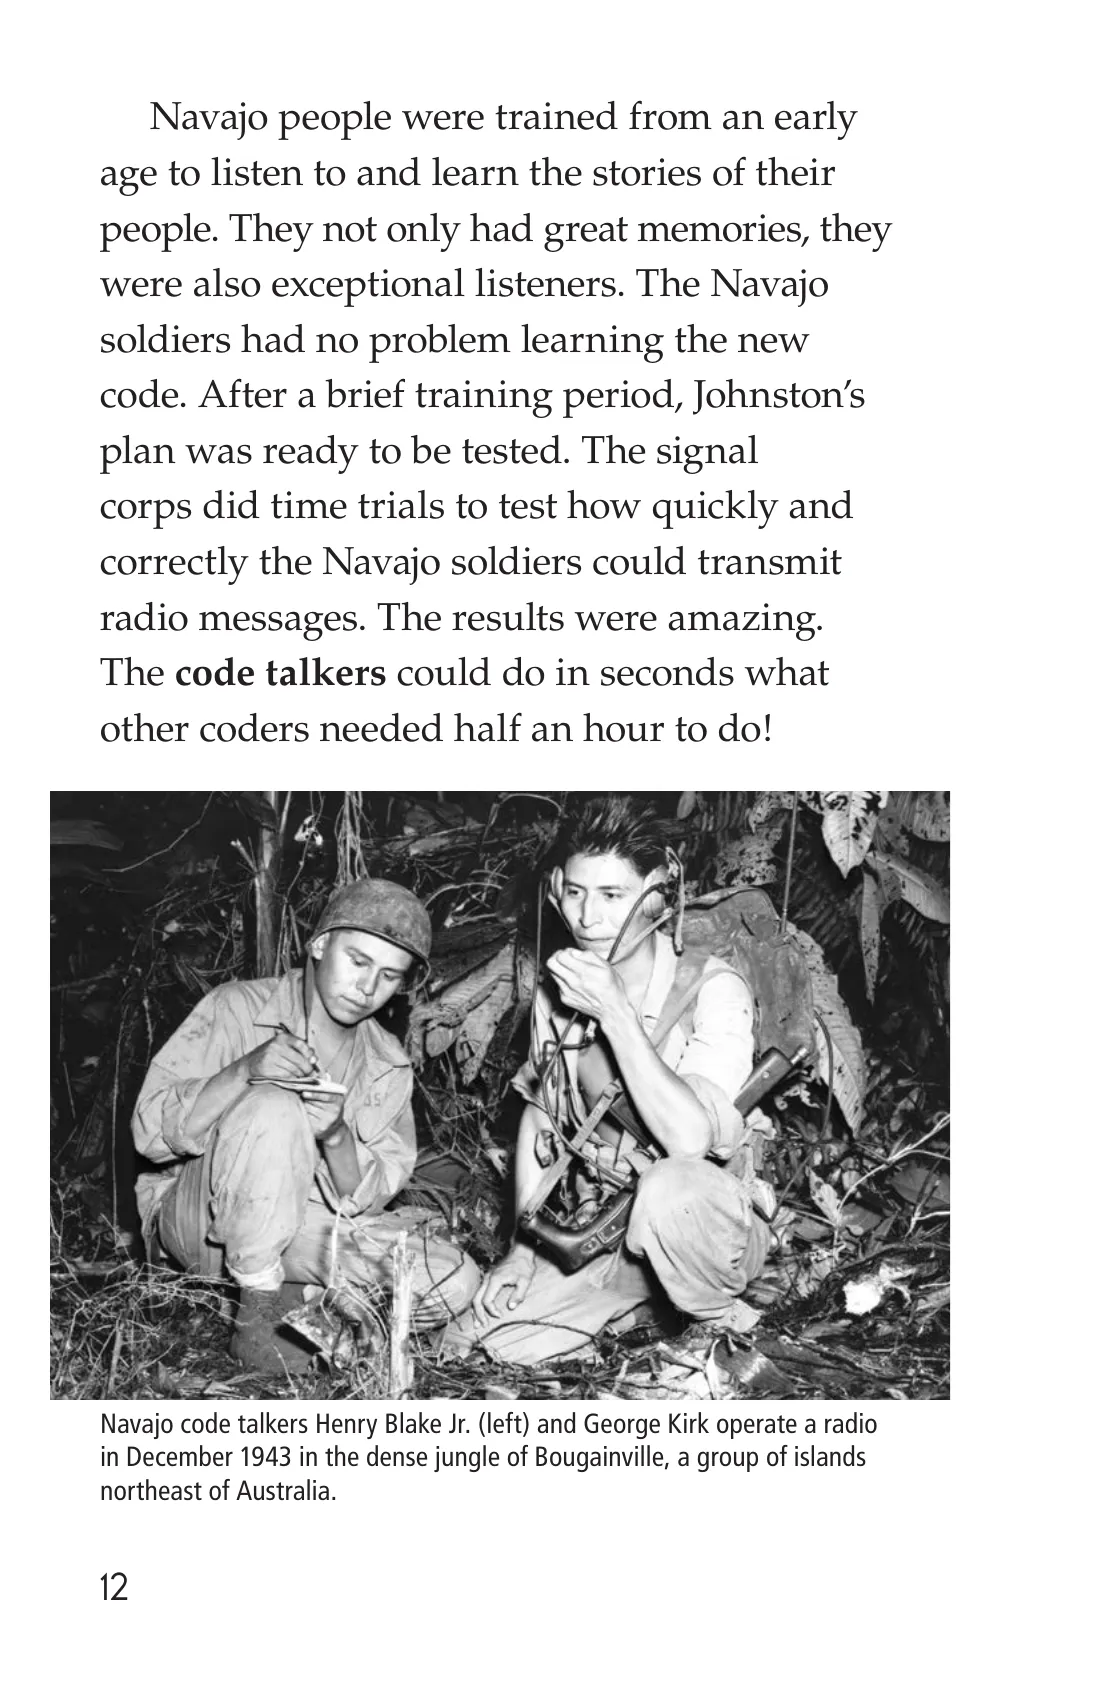 Navajo people were trained from an early
age to listen to and learn the stories of their
people. They not only had great memories, they
were also exceptional listeners. The Navajo
soldiers had no problem learning the new
code. After a brief training period, Johnston’s
plan was ready to be tested. The signal
corps did time trials to test how quickly and
correctly the Navajo soldiers could transmit
radio messages. The results were amazing.
The code talkers could do in seconds what
other coders needed half an hour to do!
Navajo code talkers Henry Blake Jr. (left) and George Kirk operate a radio
in December 1943 in the dense jungle of Bougainville, a group of islands
northeast of Australia.
12